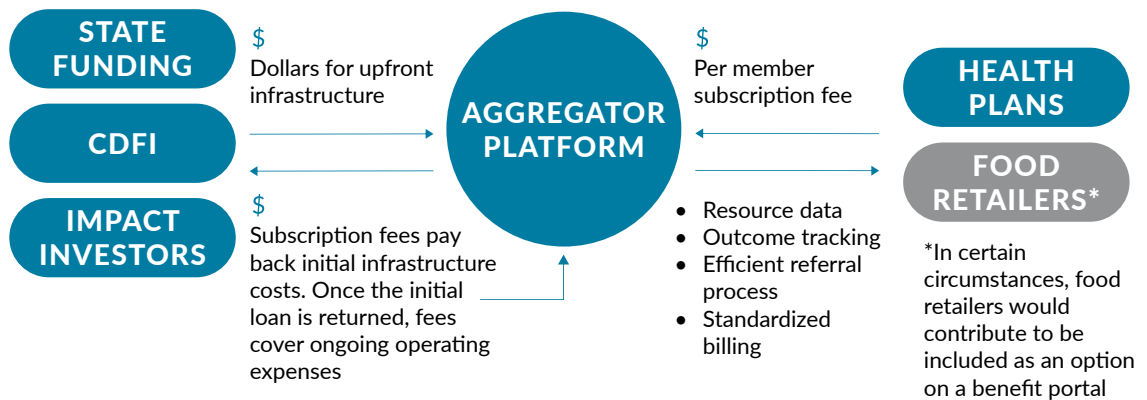 STATE
FUNDING
CDFI
IMPACT
INVESTORS
$
Dollars for upfront
infrastructure
$
Subscription fees pay
back initial infrastructure
costs. Once the initial
loan is returned, fees
cover ongoing operating
expenses
AGGREGATOR
PLATFORM
$
Per member
subscription fee
• Resource data
• Outcome tracking
• Efficient referral
process
• Standardized
billing
HEALTH
PLANS
FOOD
RETAILERS*
*In certain
circumstances, food
retailers would
contribute to be
included as an option
on a benefit portal